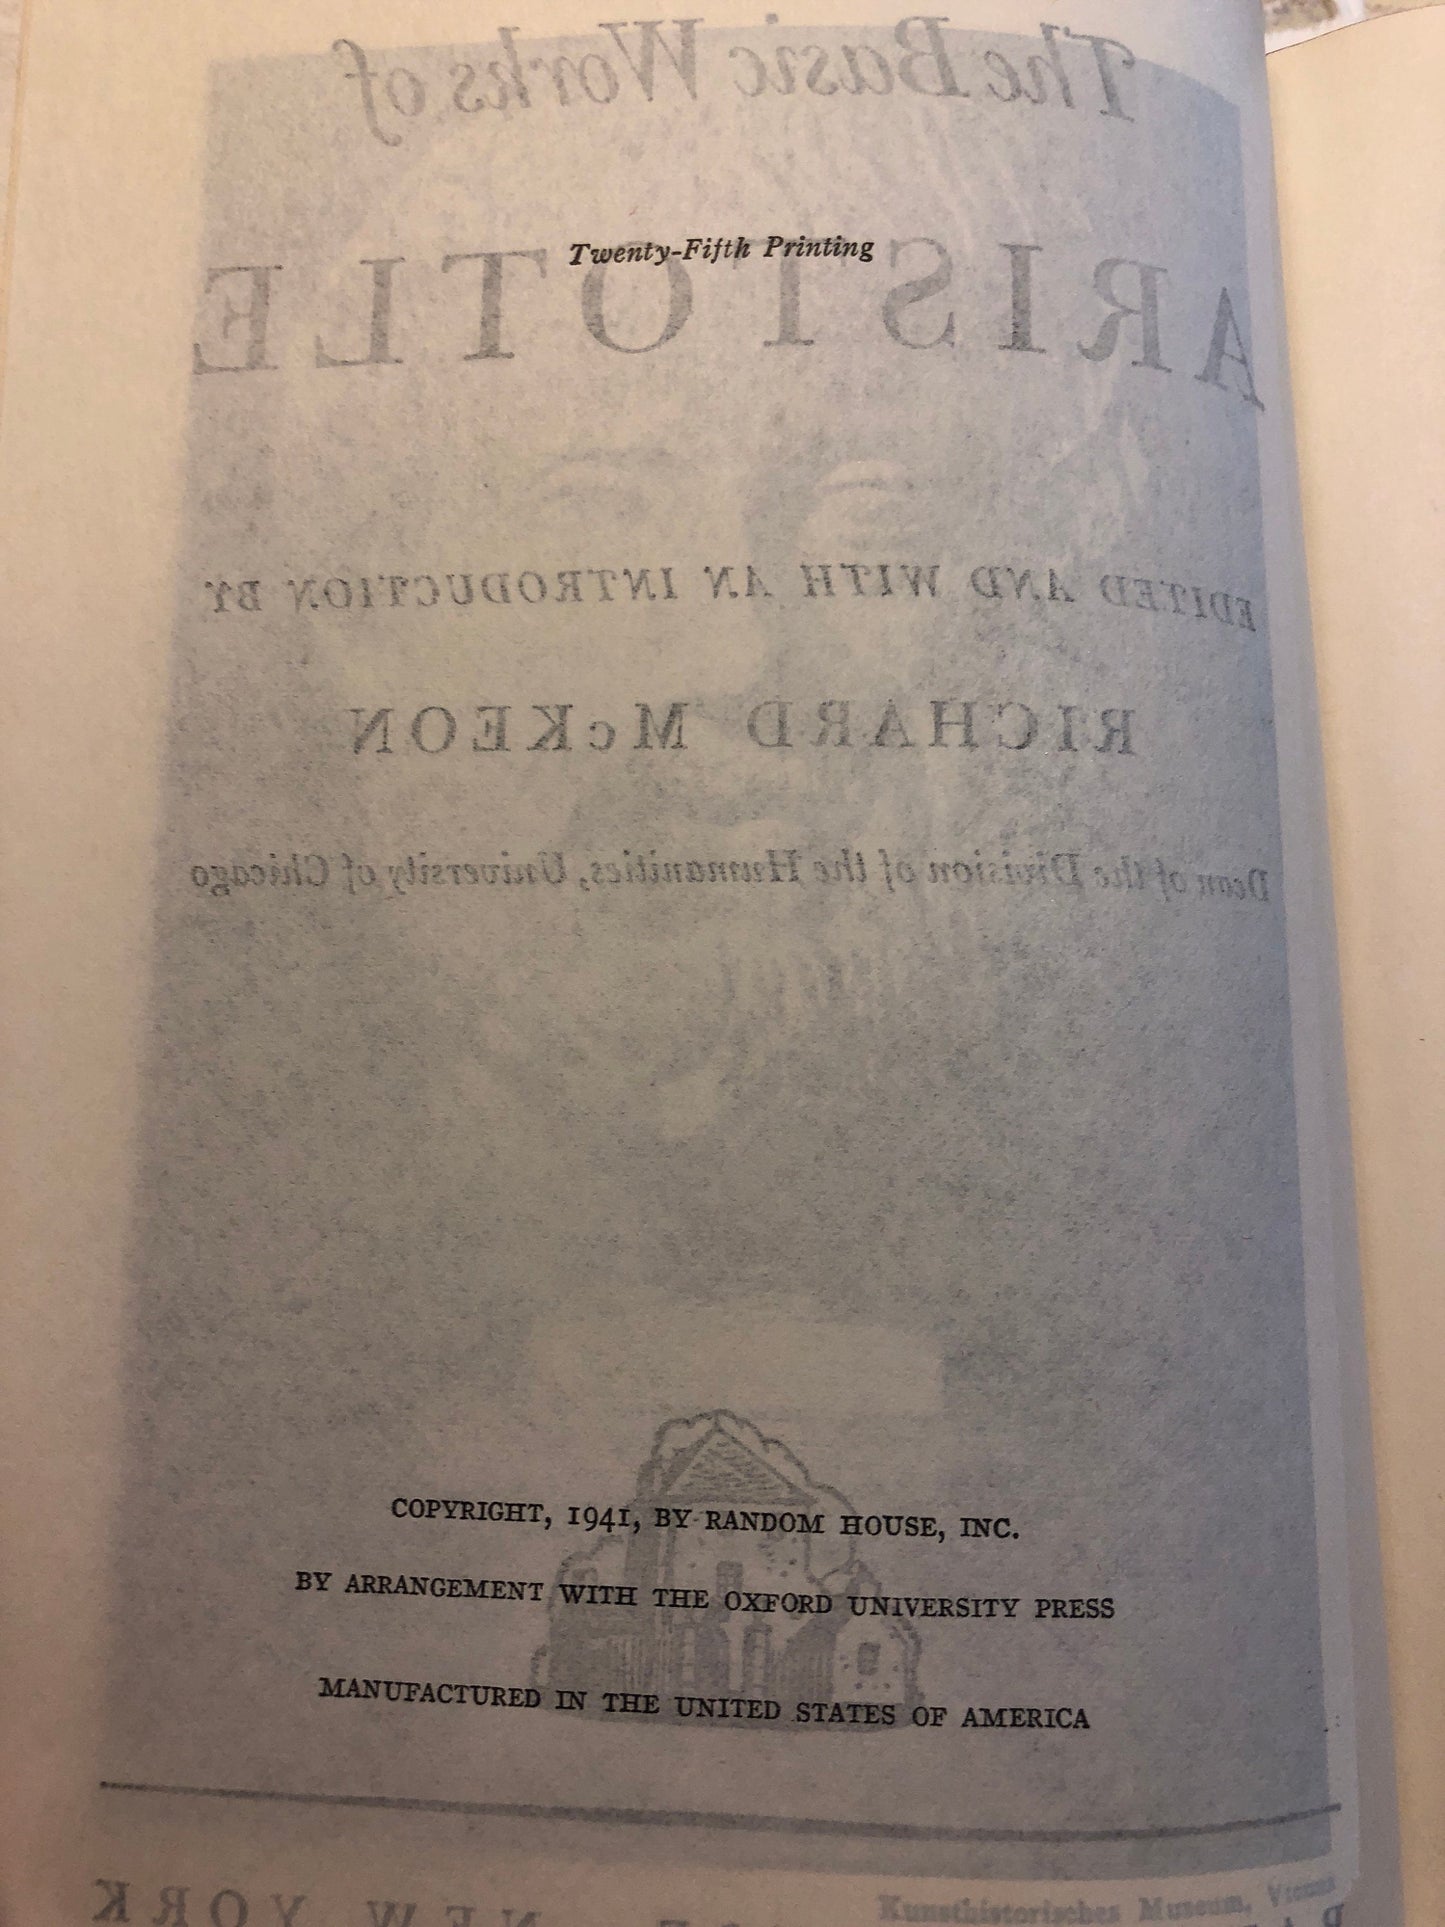 The Basic Works of
Twenty-Fifth Printing
ARISTOTLE
EDITED AND WITH AN INTRODUCTION BY
RICHARD McKEON
Dean of the Division of the Humanities, University of Chicago
COPYRIGHT, 1941, BY RANDOM HOUSE, INC.
BY ARRANGEMENT WITH THE OXFORD UNIVERSITY PRESS
MANUFACTURED IN THE UNITED STATES OF AMERICA
Kunsthistorisches Museum, Vienna
NEW YORK